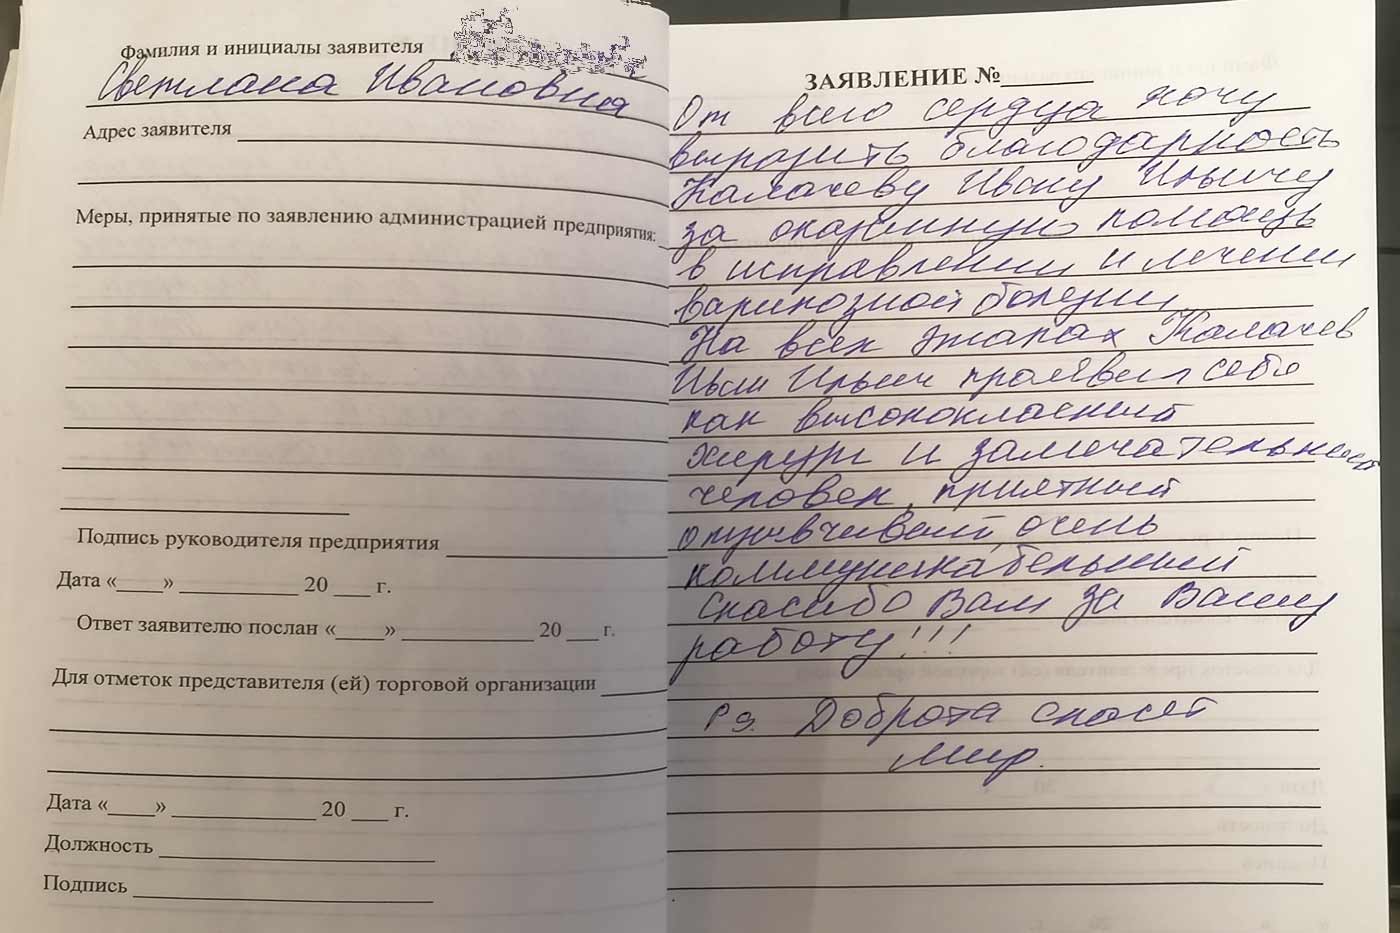 Фамилия и инициалы заявителя
Светлана Ивановна
Адрес заявителя
Меры, принятые по заявлению администрацией предприятия:
Подпись руководителя предприятия
Дата «____» ____________ 20 ___ г.
Ответ заявителю послан «____» ____________ 20 ___ г.
Для отметок представителя (ей) торговой организации
Дата «____» ____________ 20 ___ г.
Должность
Подпись
ЗАЯВЛЕНИЕ №
От всего сердца хочу
выразить благодарность
Калачеву Ивану Ильичу
за оказанную помощь
в исправлении и лечении
варикозной болезни
На всех этапах Калачев
Иван Ильич проявил себя
как высококлассный
хирург и замечательный
человек, приятный
отзывчивый, очень
коммуникабельный
спасибо Вам за Вашу
работу!!!
Ps. Доброта спасет
мир.